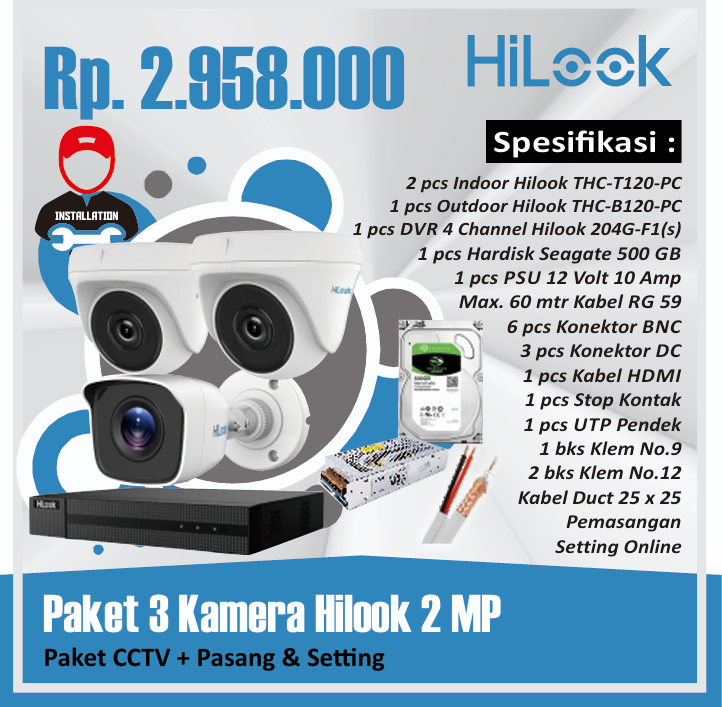 Rp. 2.958.000
HiLook
Spesifikasi :
INSTALLATION
2 pcs Indoor Hilook THC-T120-PC
1 pcs Outdoor Hilook THC-B120-PC
1 pcs DVR 4 Channel Hilook 204G-F1(s)
1 pcs Hardisk Seagate 500 GB
1 pcs PSU 12 Volt 10 Amp
Max. 60 mtr Kabel RG 59
6 pcs Konektor BNC
3 pcs Konektor DC
1 pcs Kabel HDMI
1 pcs Stop Kontak
1 pcs UTP Pendek
1 bks Klem No.9
2 bks Klem No.12
Kabel Duct 25 x 25
Pemasangan
Setting Online
HiLook
HiLook
HiLook
Paket 3 Kamera Hilook 2 MP
Paket CCTV + Pasang & Setting